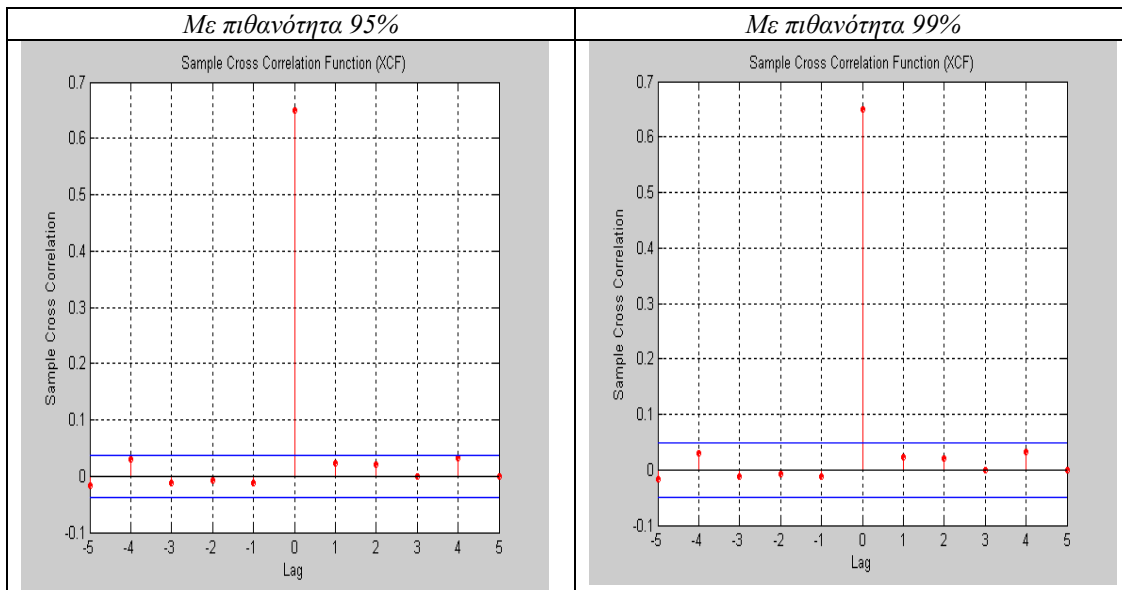 Με πιθανότητα 95%
Με πιθανότητα 99%
Sample Cross Correlation Function (XCF)
0.7
0.6
0.5
0.4
0.3
0.2
0.1
0
-0.1
Sample Cross Correlation
-5 -4 -3 -2 -1 0 1 2 3 4 5
Lag
Sample Cross Correlation Function (XCF)
0.7
0.6
0.5
0.4
0.3
0.2
0.1
0
-0.1
Sample Cross Correlation
-5 -4 -3 -2 -1 0 1 2 3 4 5
Lag